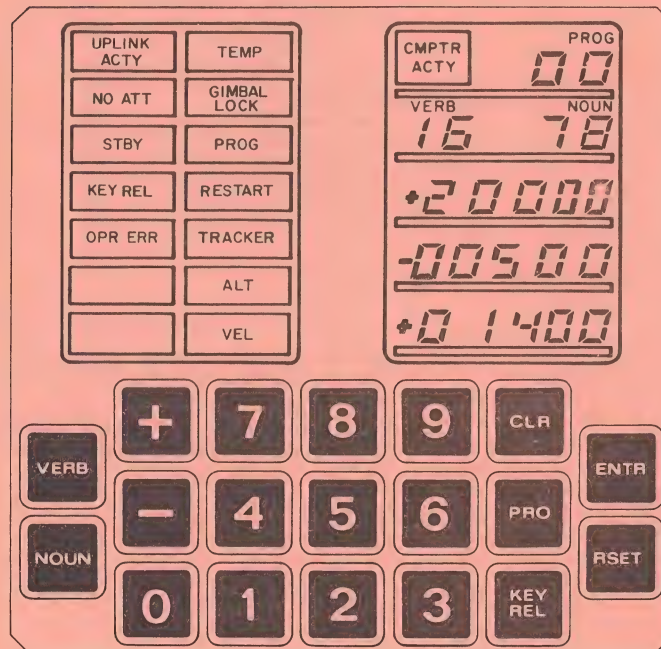 UPLINK ACTY
TEMP
NO ATT
GIMBAL LOCK
STBY
PROG
KEY REL
RESTART
OPR ERR
TRACKER
ALT
VEL
CMPTR ACTY
PROG
00
VERB NOUN
16 78
+20000
-00500
+01400
+ 7 8 9 CLR
VERB
ENTR
- 4 5 6 PRO
NOUN
RSET
0 1 2 3 KEY REL